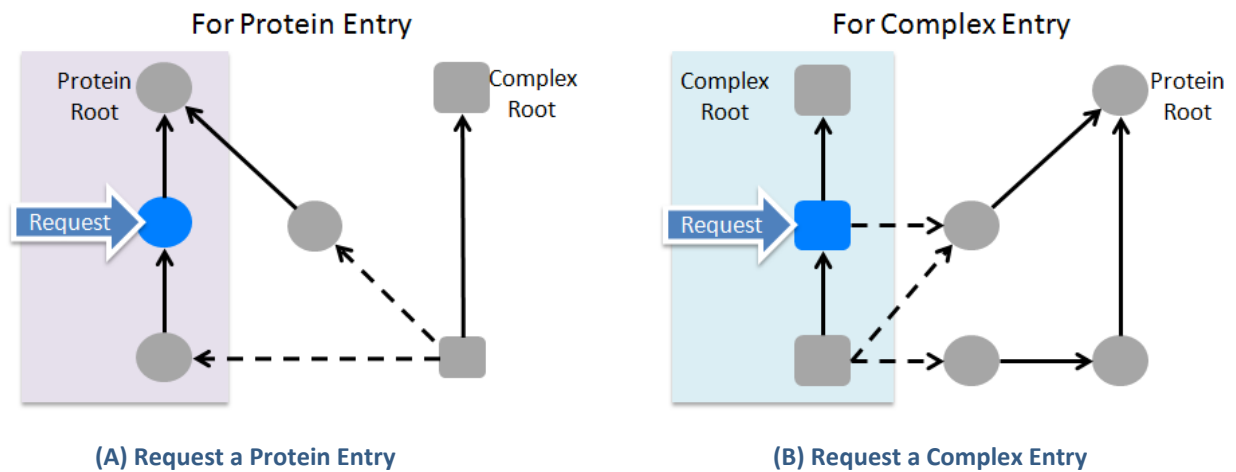 For Protein Entry
Protein
Root
Complex
Root
Request
(A) Request a Protein Entry
For Complex Entry
Complex
Root
Protein
Root
Request
(B) Request a Complex Entry